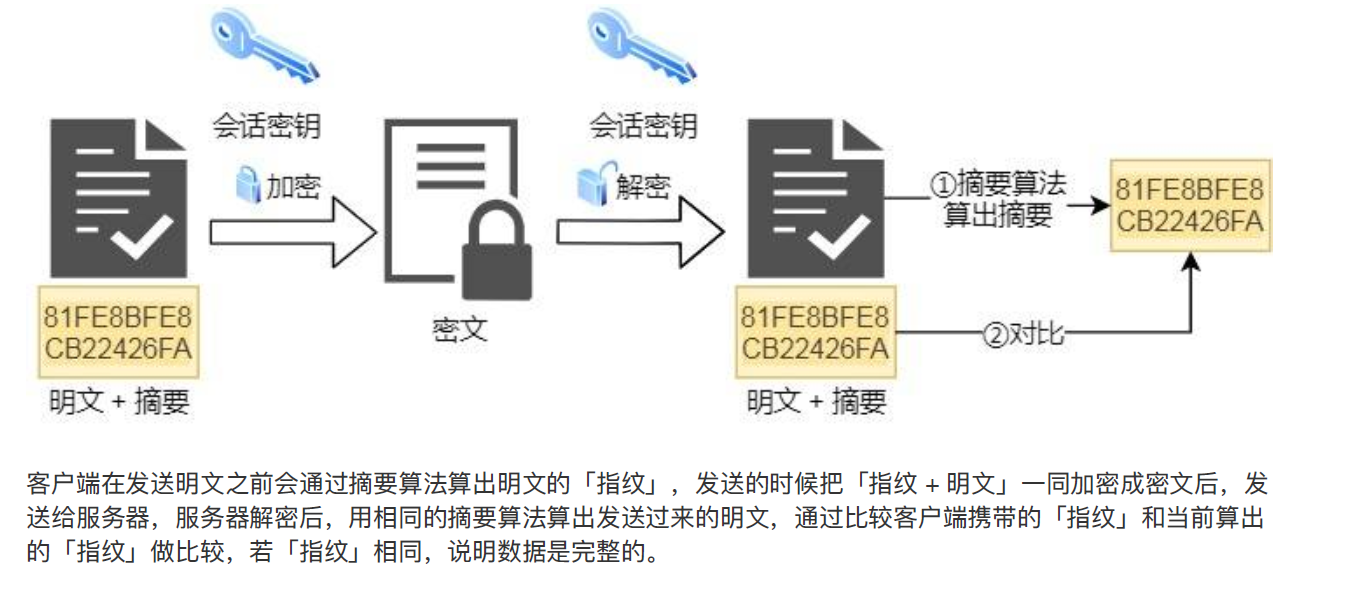 会话密钥
会话密钥
加密
解密
①摘要算法
算出摘要
81FE8BFE8
CB22426FA
81FE8BFE8
CB22426FA
密文
81FE8BFE8
CB22426FA
②对比
明文 + 摘要
明文 + 摘要
客户端在发送明文之前会通过摘要算法算出明文的「指纹」，发送的时候把「指纹 + 明文」一同加密成密文后，发
送给服务器，服务器解密后，用相同的摘要算法算出发送过来的明文，通过比较客户端携带的「指纹」和当前算出
的「指纹」做比较，若「指纹」相同，说明数据是完整的。